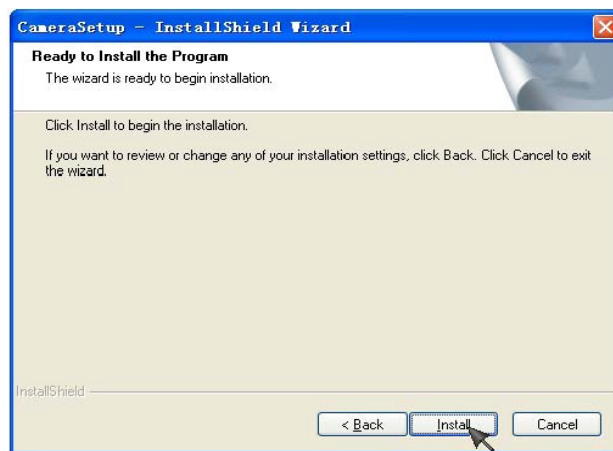 CameraSetup - InstallShield Wizard
Ready to Install the Program
The wizard is ready to begin installation.
Click Install to begin the installation.
If you want to review or change any of your installation settings, click Back. Click Cancel to exit
the wizard.
InstallShield
< Back Install Cancel